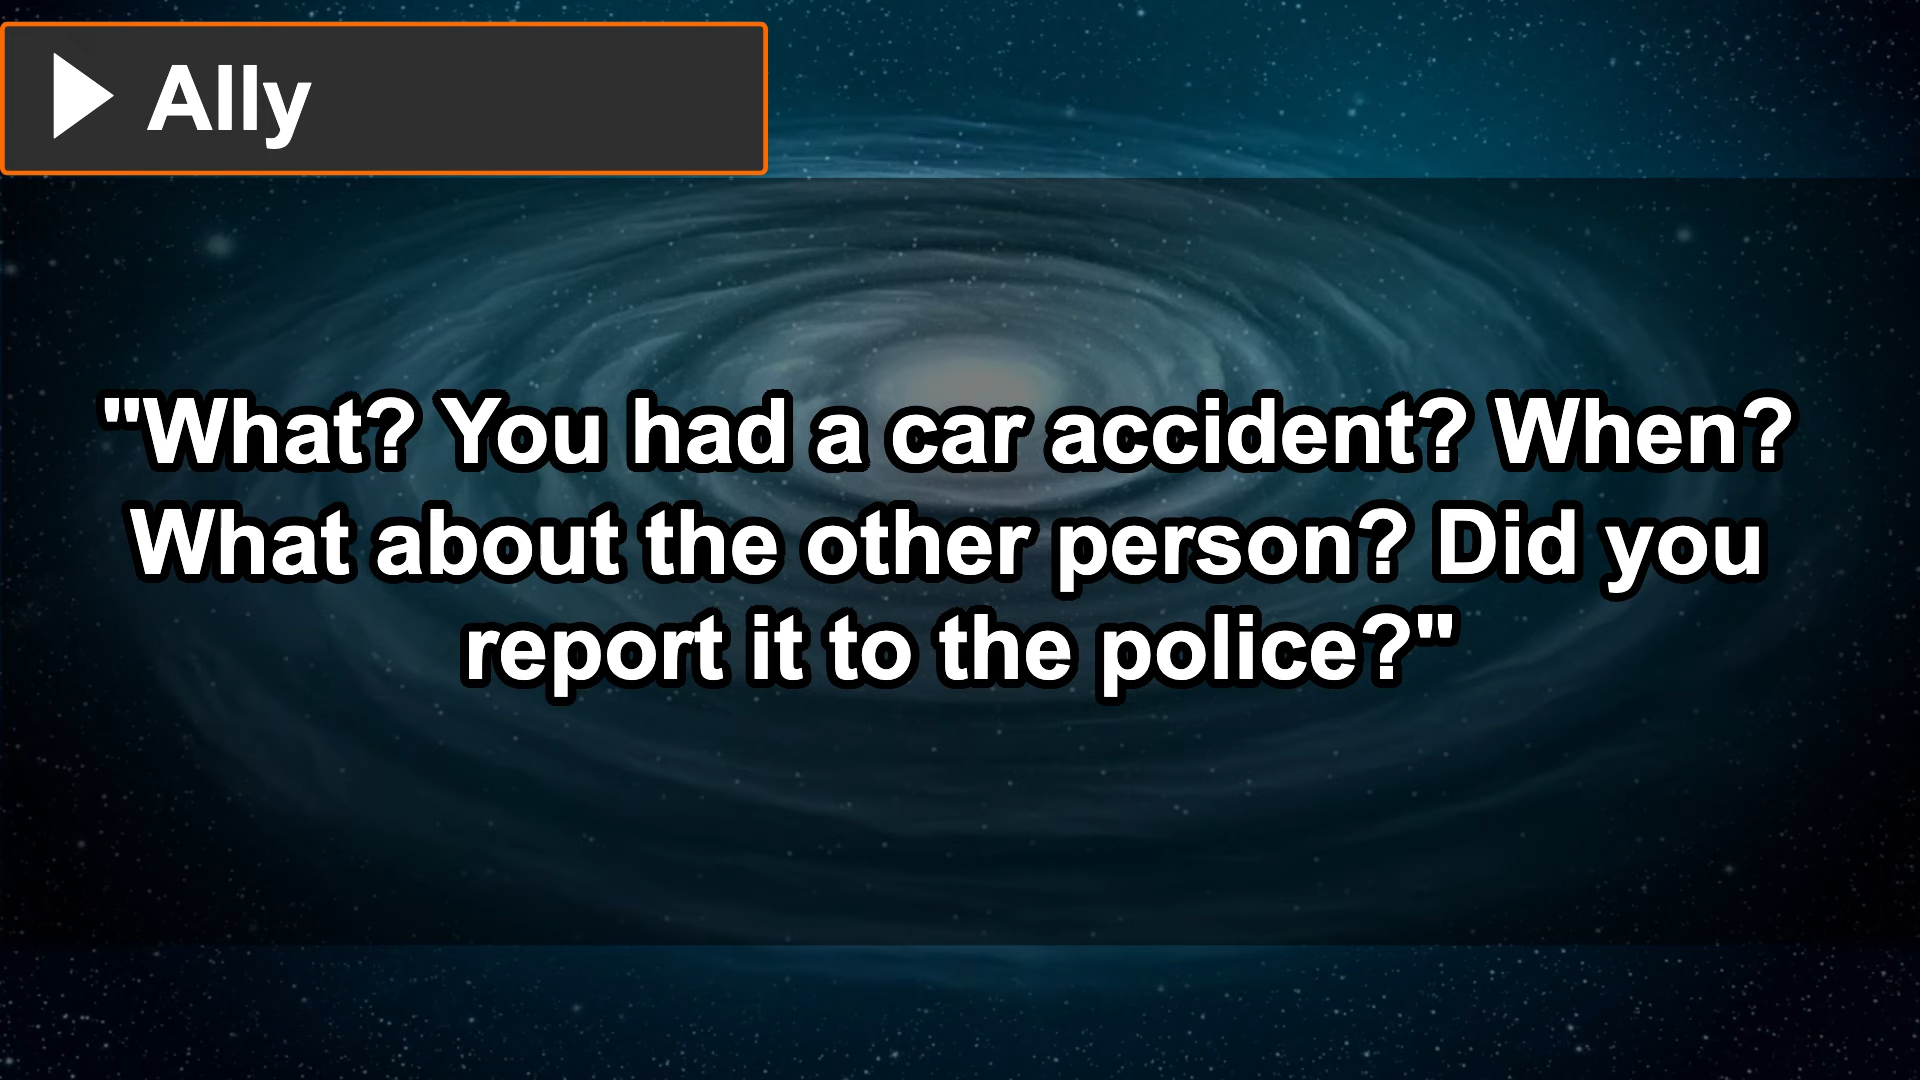 Ally
"What? You had a car accident? When?
What about the other person? Did you
report it to the police?"